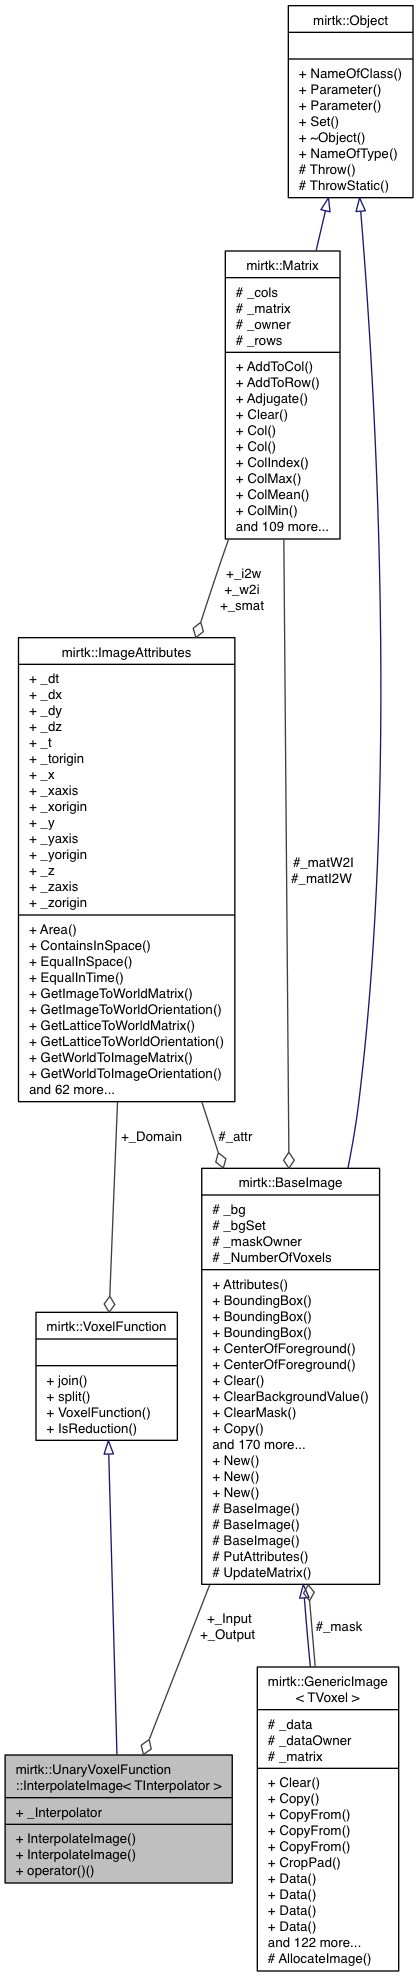 mirtk::Object
+ NameOfClass()
+ Parameter()
+ Parameter()
+ Set()
+ ~Object()
+ NameOfType()
# Throw()
# ThrowStatic()
mirtk::Matrix
# _cols
# _matrix
# _owner
# _rows
+ AddToCol()
+ AddToRow()
+ Adjugate()
+ Clear()
+ Col()
+ Col()
+ ColIndex()
+ ColMax()
+ ColMean()
+ ColMin()
and 109 more...
+_i2w
+_w2i
+_smat
mirtk::ImageAttributes
+ _dt
+ _dx
+ _dy
+ _dz
+ _t
+ _torigin
+ _x
+ _xaxis
+ _xorigin
+ _y
+ _yaxis
+ _yorigin
+ _z
+ _zaxis
+ _zorigin
+ Area()
+ ContainsInSpace()
+ EqualInSpace()
+ EqualInTime()
+ GetImageToWorldMatrix()
+ GetImageToWorldOrientation()
+ GetLatticeToWorldMatrix()
+ GetLatticeToWorldOrientation()
+ GetWorldToImageMatrix()
+ GetWorldToImageOrientation()
and 62 more...
#_matW2I
#_matI2W
+_Domain
#_attr
mirtk::BaseImage
# _bg
# _bgSet
# _maskOwner
# _NumberOfVoxels
+ Attributes()
+ BoundingBox()
+ BoundingBox()
+ BoundingBox()
+ CenterOfForeground()
+ CenterOfForeground()
+ Clear()
+ ClearBackgroundValue()
+ ClearMask()
+ Copy()
and 170 more...
+ New()
+ New()
+ New()
# BaseImage()
# BaseImage()
# BaseImage()
# PutAttributes()
# UpdateMatrix()
mirtk::VoxelFunction
+ join()
+ split()
+ VoxelFunction()
+ IsReduction()
+_Input
+_Output
#_mask
mirtk::GenericImage
< TVoxel >
# _data
# _dataOwner
# _matrix
+ Clear()
+ Copy()
+ CopyFrom()
+ CopyFrom()
+ CopyFrom()
+ CropPad()
+ Data()
+ Data()
+ Data()
+ Data()
and 122 more...
# AllocateImage()
mirtk::UnaryVoxelFunction
::InterpolateImage< TInterpolator >
+ _Interpolator
+ InterpolateImage()
+ InterpolateImage()
+ operator()()